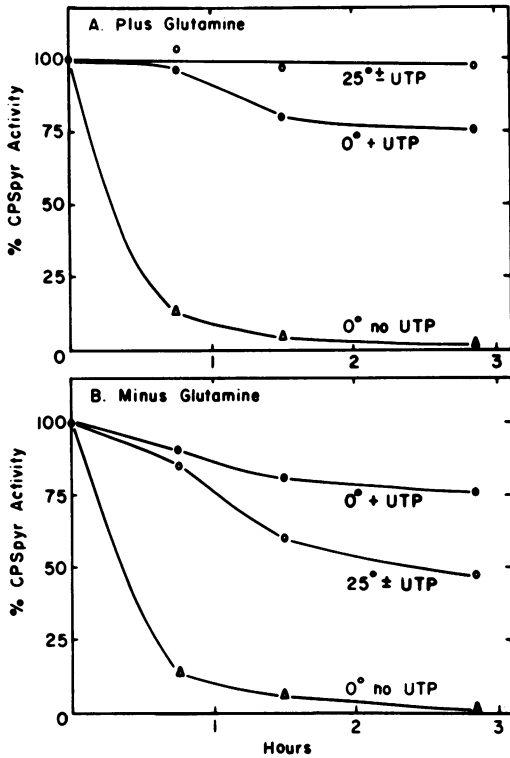 A. Plus Glutamine
100
75
50
25
0
% CPSpyr Activity
25° ± UTP
0° + UTP
0° no UTP
1
2
3
B. Minus Glutamine
100
75
50
25
0
% CPSpyr Activity
0° + UTP
25° ± UTP
0° no UTP
1
2
3
Hours